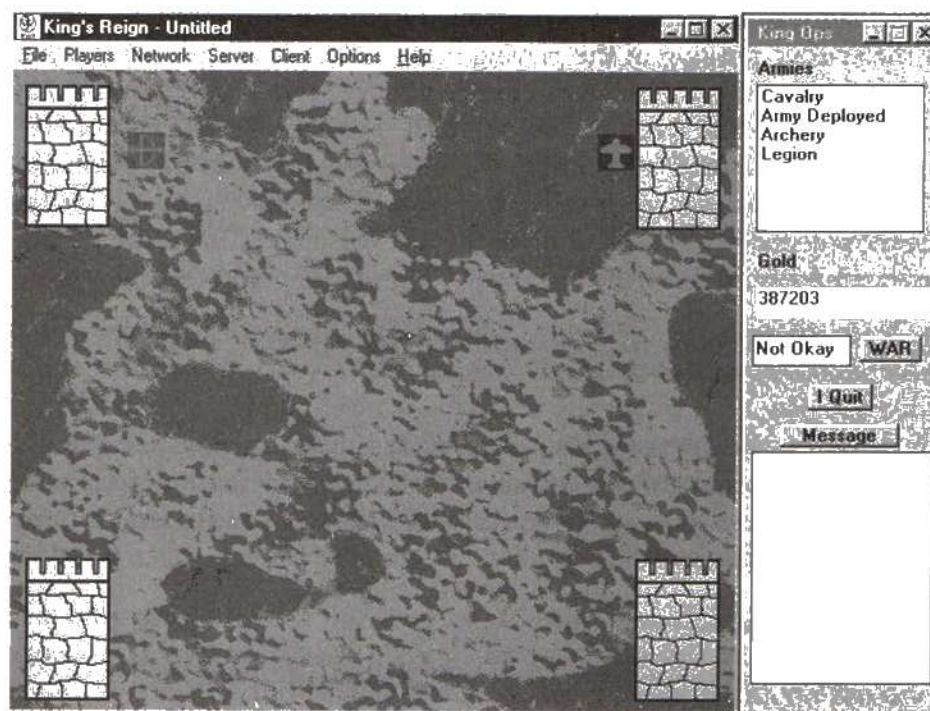 King's Reign - Untitled
File Players Network Server Client Options Help
King Ops
Armies
Cavalry
Army Deployed
Archery
Legion
Gold
387203
Not Okay WAR
I Quit
Message